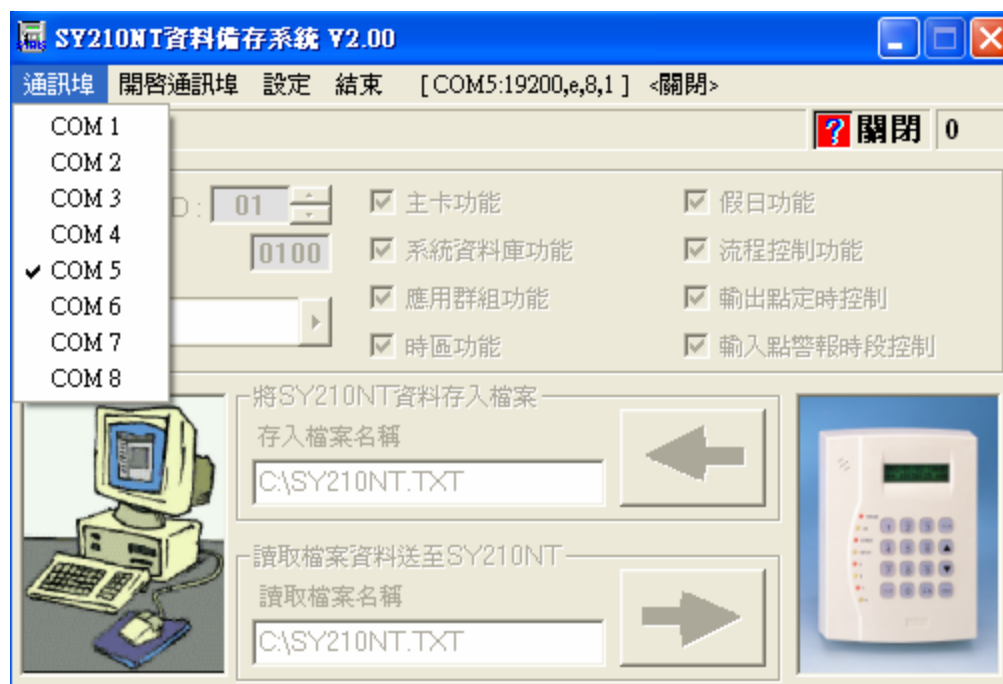 SY210NT資料備存系統 V2.00
通訊埠 開啓通訊埠 設定 結束 [COM5:19200,e,8,1] <關閉>
COM 1
關閉 0
COM 2
COM 3
D: 01 主卡功能 假日功能
COM 4
COM 5
0100 系統資料庫功能 流程控制功能
COM 6
應用群組功能 輸出點定時控制
COM 7
時區功能 輸入點警報時段控制
COM 8
將SY210NT資料存入檔案
存入檔案名稱
C:\SY210NT.TXT
讀取檔案資料送至SY210NT
讀取檔案名稱
C:\SY210NT.TXT